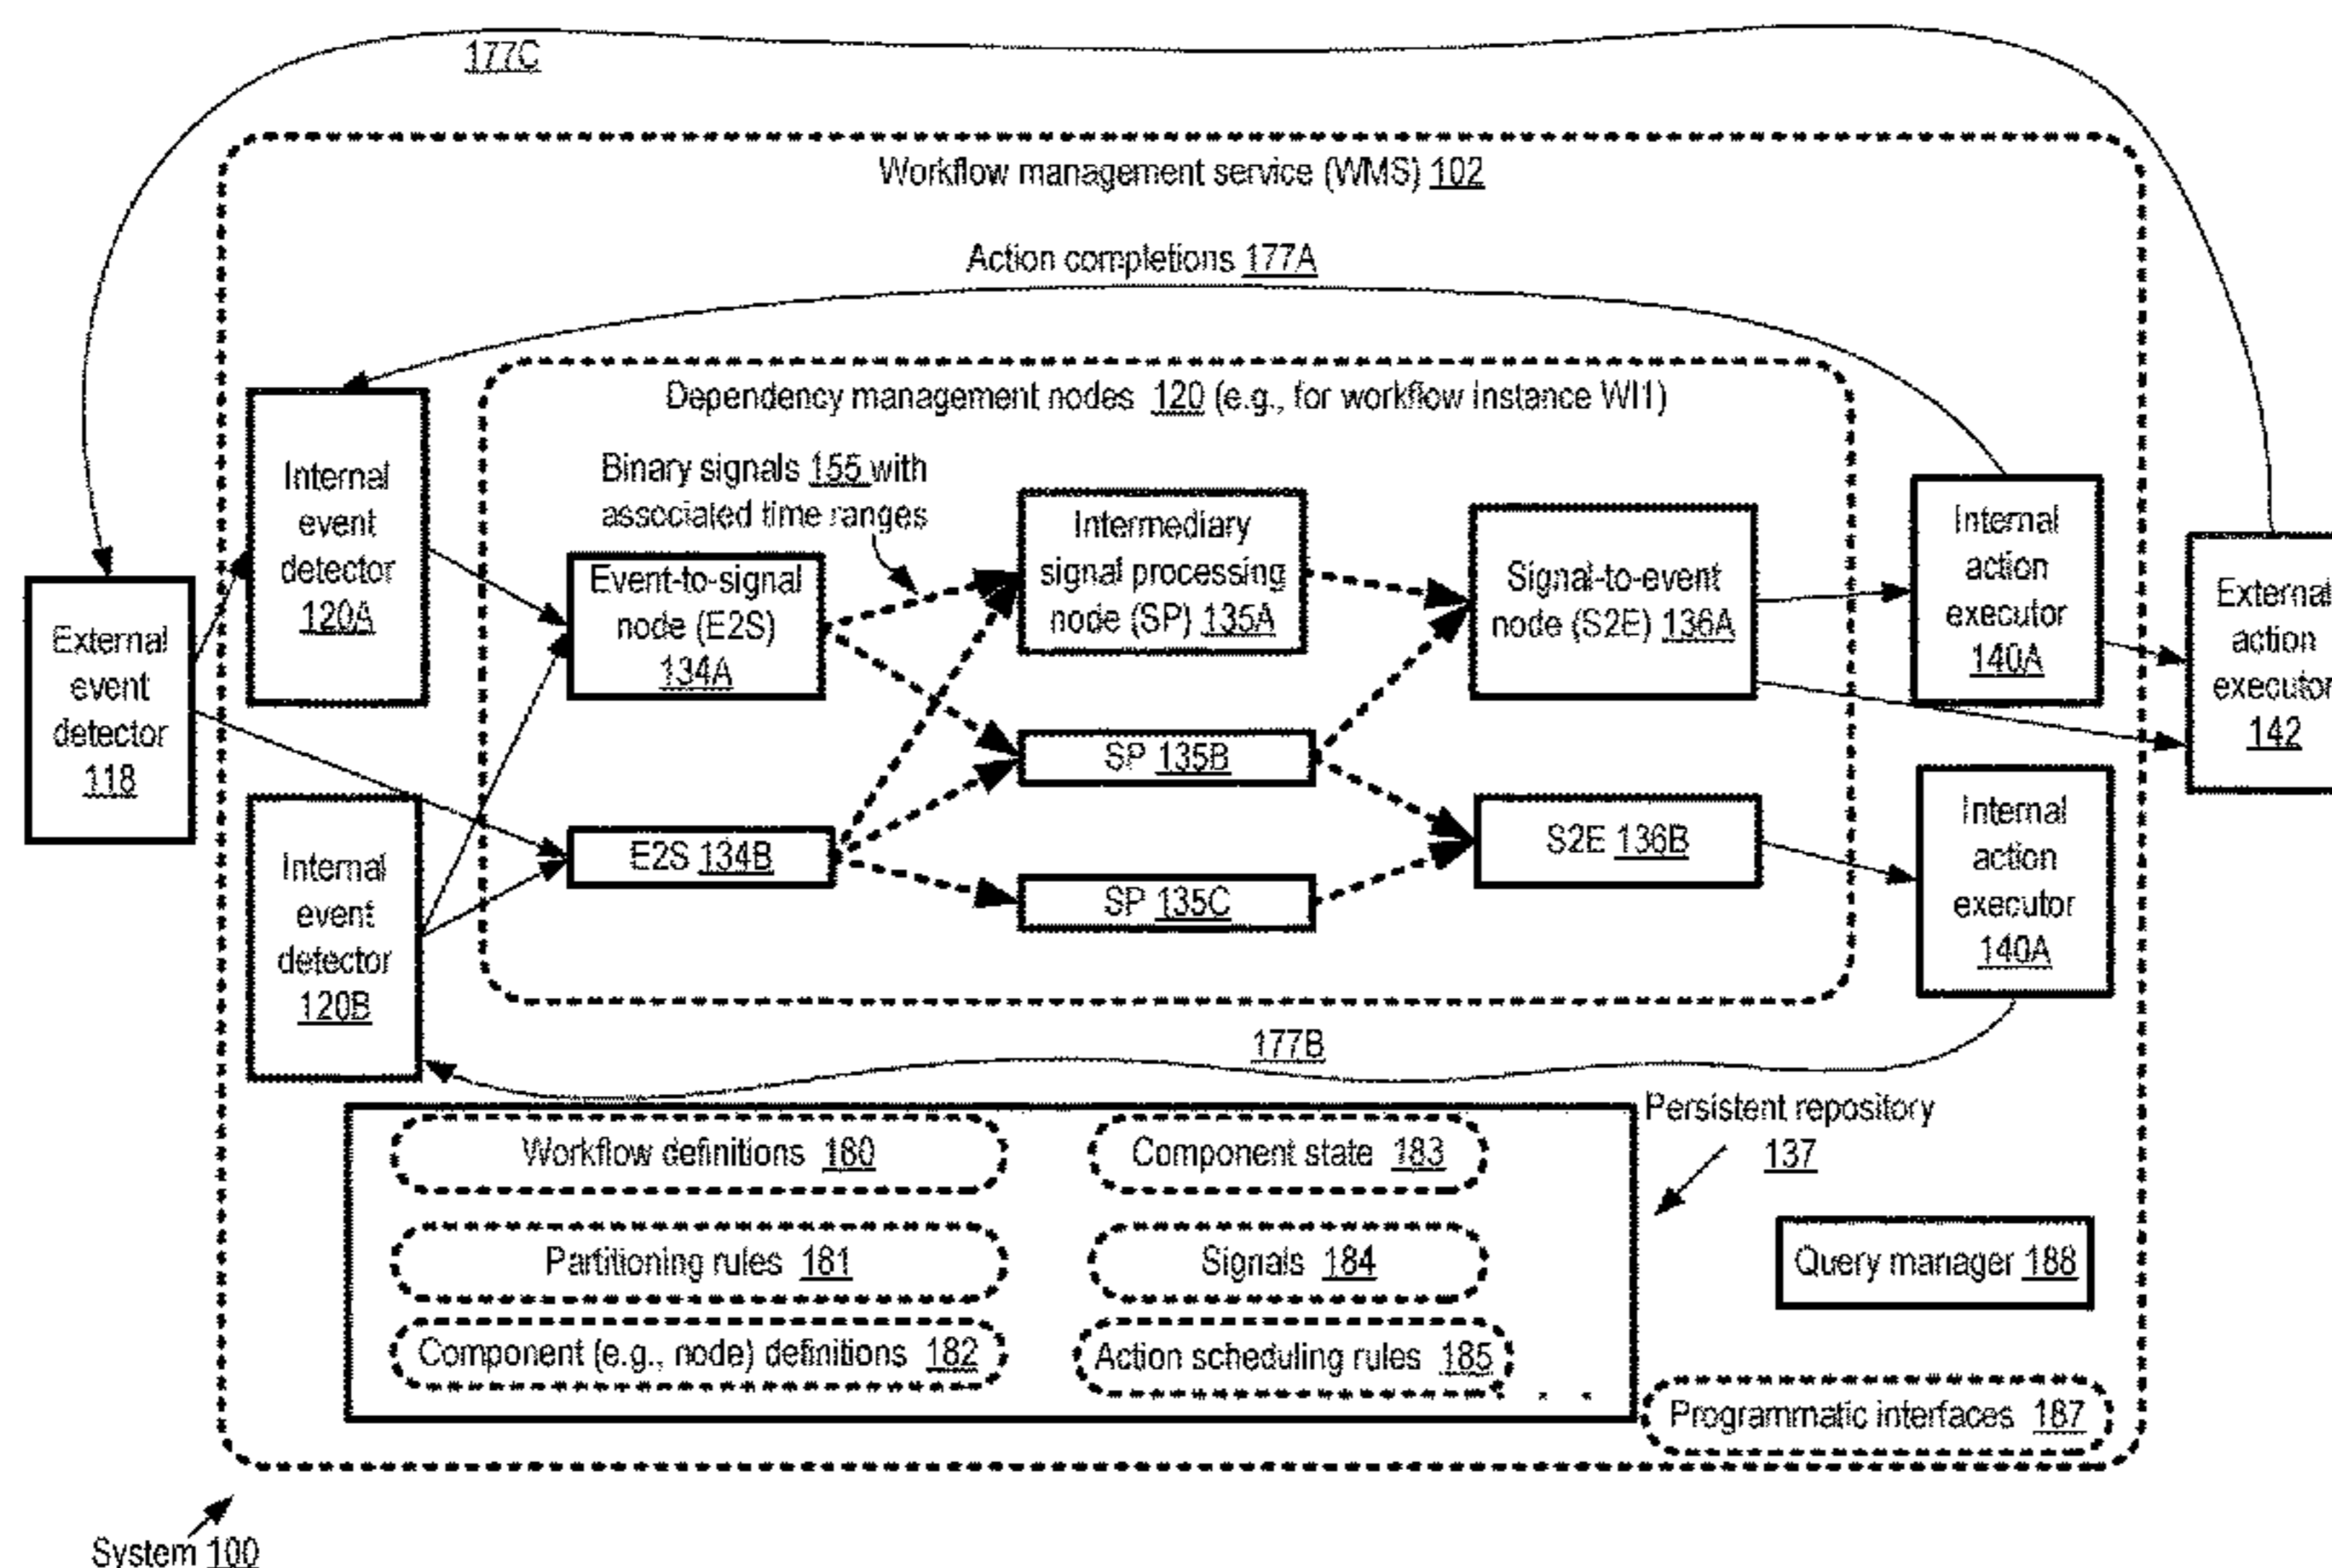 177C
Workflow management service (WMS) 102
Action completions 177A
Dependency management nodes 120 (e.g., for workflow instance WI1)
Binary signals 155 with
associated time ranges
Internal
event
detector
120A
External
event
detector
118
Internal
event
detector
120B
Event-to-signal
node (E2S)
134A
E2S 134B
Intermediary
signal processing
node (SP) 135A
SP 135B
SP 135C
Signal-to-event
node (S2E) 136A
S2E 136B
Internal
action
executor
140A
External
action
executor
142
Internal
action
executor
140A
177B
Persistent repository
137
Workflow definitions 180
Component state 183
Partitioning rules 181
Signals 184
Component (e.g., node) definitions 182
Action scheduling rules 185
. . .
Query manager 188
Programmatic interfaces 187
System 100